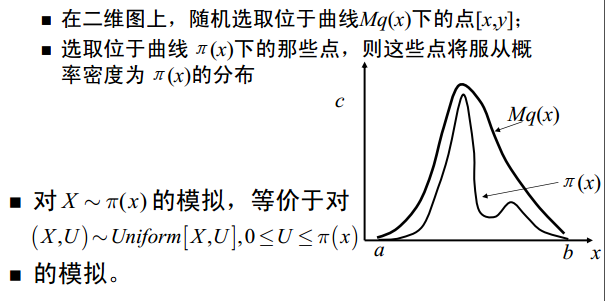 ■ 在二维图上，随机选取位于曲线Mq(x)下的点[x,y]；
■ 选取位于曲线 π(x)下的那些点，则这些点将服从概
率密度为 π(x)的分布
c
Mq(x)
π(x)
■ 对 X ~ π(x) 的模拟，等价于对
(X,U) ~ Uniform[X,U], 0 ≤ U ≤ π(x)
a b x
■ 的模拟。